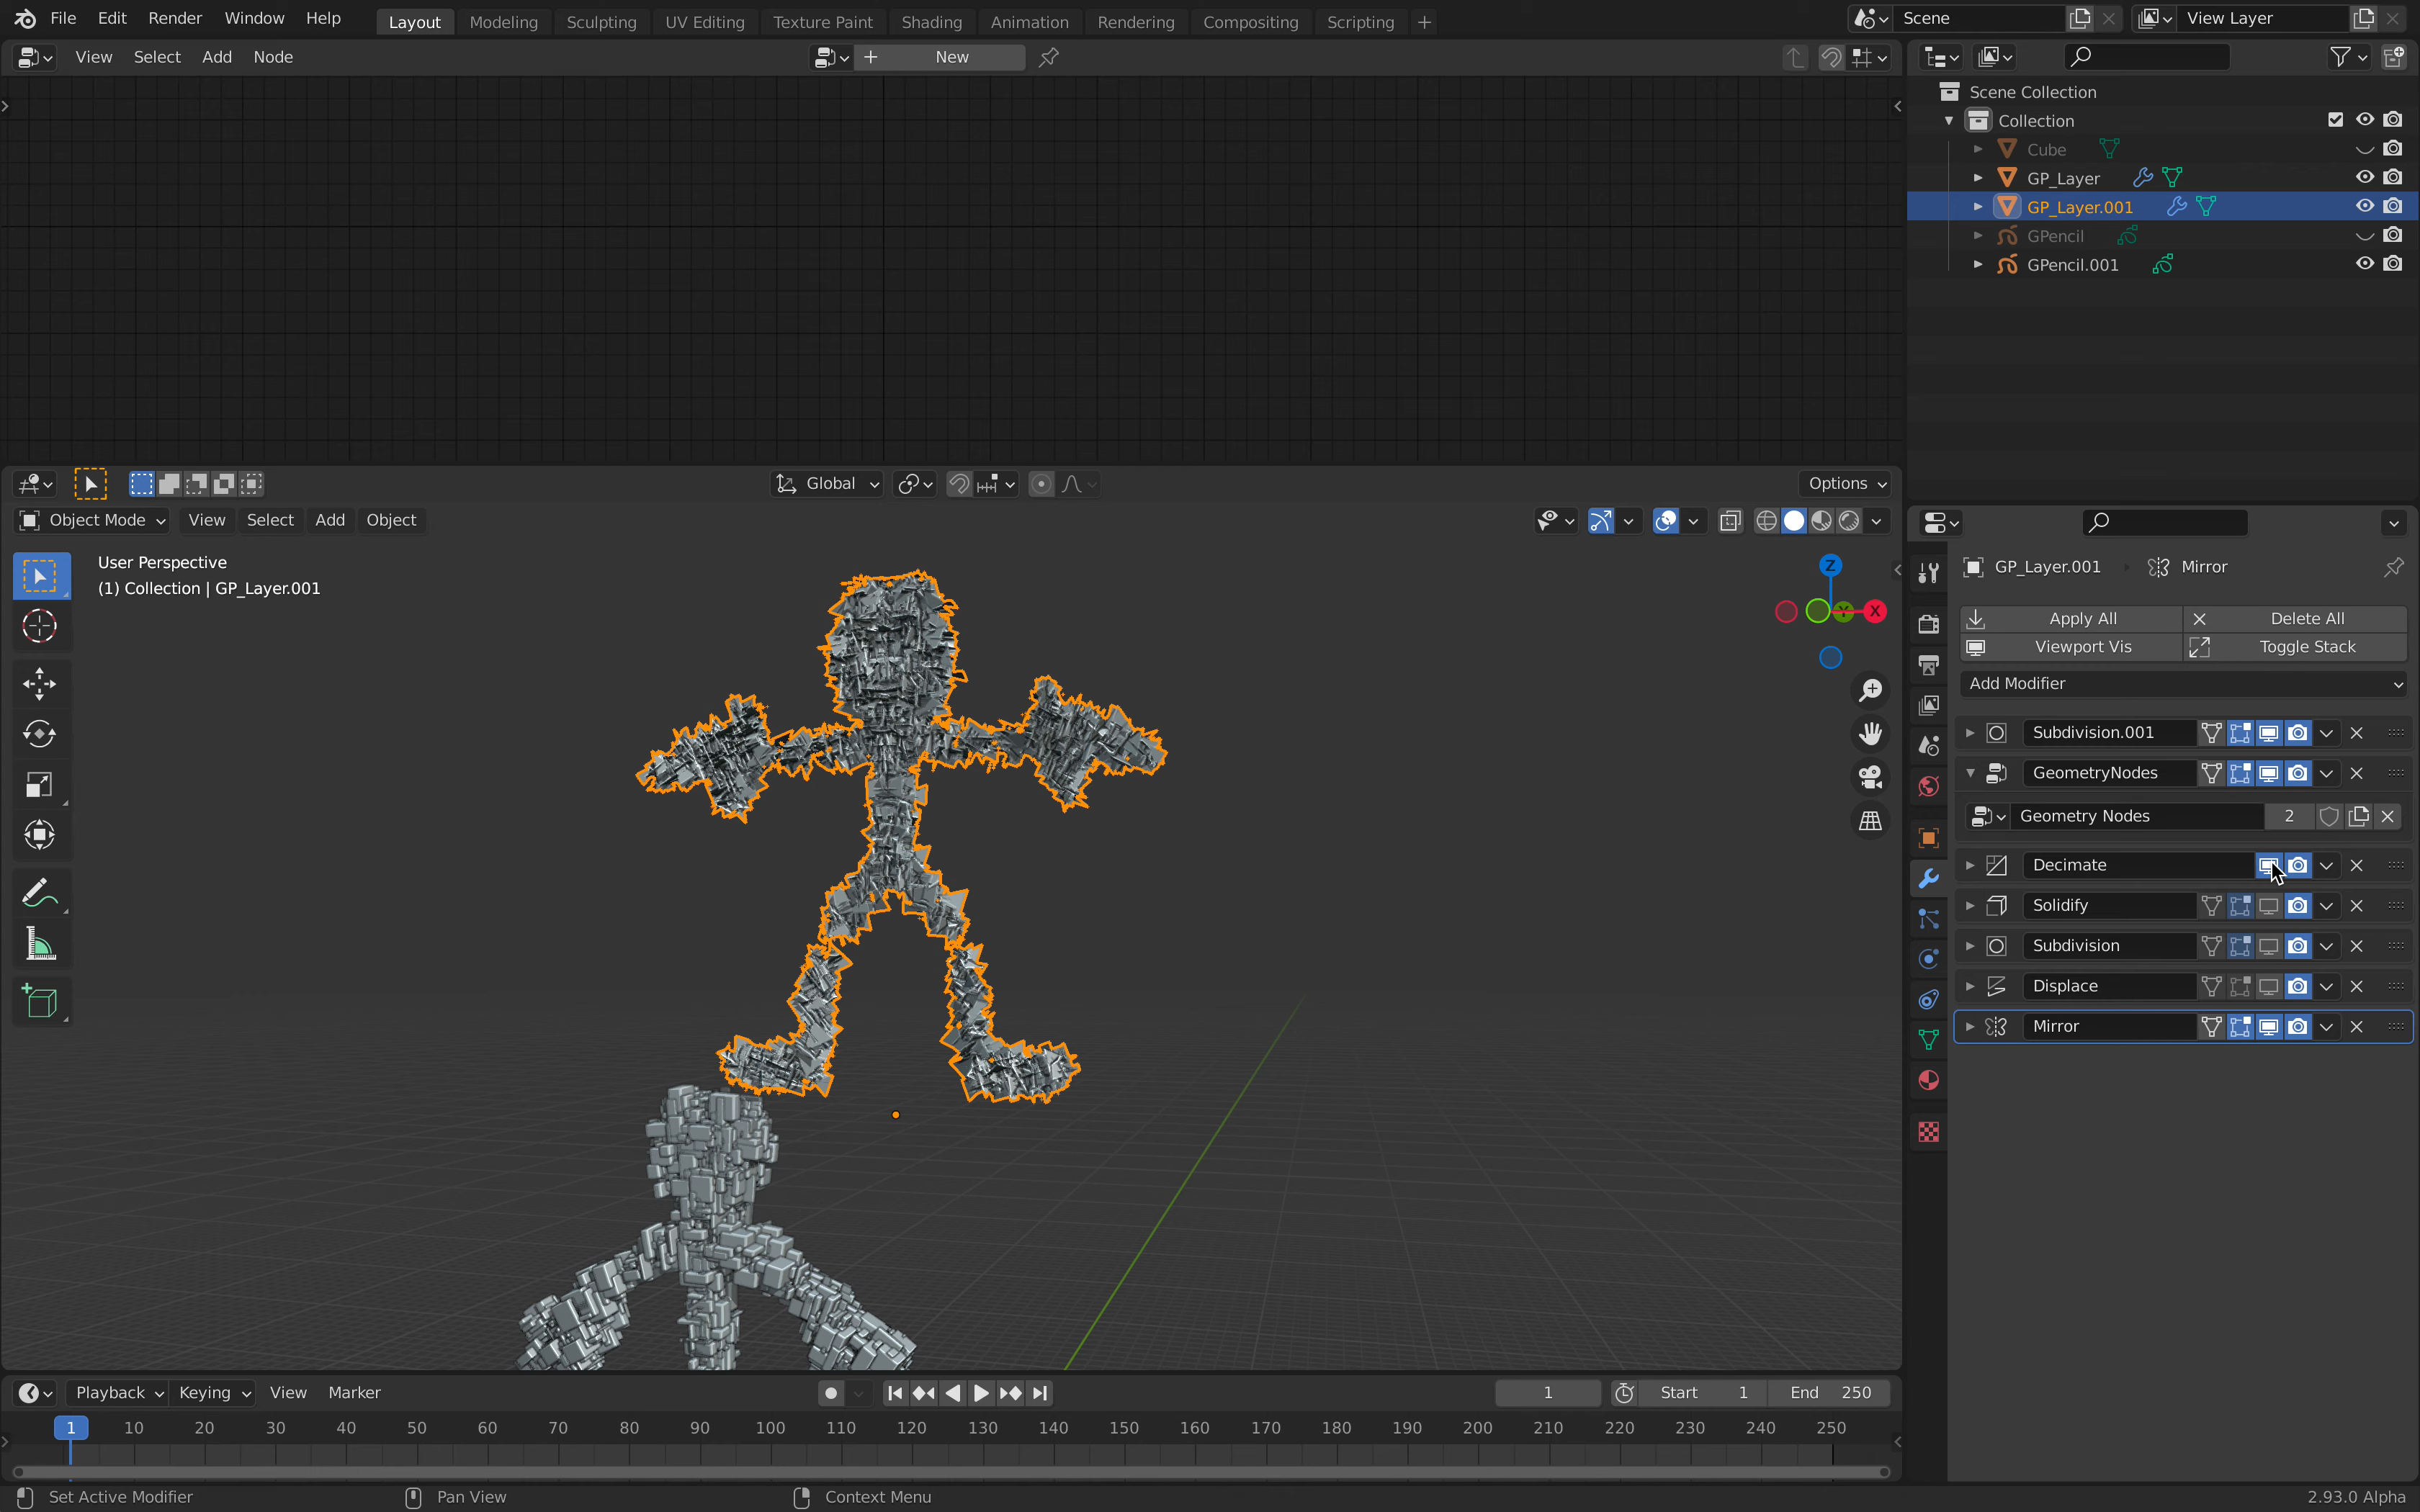 File Edit Render Window Help Layout Modeling Sculpting UV Editing Texture Paint Shading Animation Rendering Compositing Scripting + Scene View Layer
View Select Add Node New
Scene Collection
Collection
Cube
GP_Layer
GP_Layer.001
GPencil
GPencil.001
Global Options
Object Mode View Select Add Object
User Perspective
(1) Collection | GP_Layer.001
Z
Y X
GP_Layer.001 Mirror
Apply All Delete All
Viewport Vis Toggle Stack
Add Modifier
Subdivision.001
GeometryNodes
Geometry Nodes 2
Decimate
Solidify
Subdivision
Displace
Mirror
Playback Keying View Marker 1 Start 1 End 250
1 10 20 30 40 50 60 70 80 90 100 110 120 130 140 150 160 170 180 190 200 210 220 230 240 250
Set Active Modifier Pan View Context Menu 2.93.0 Alpha